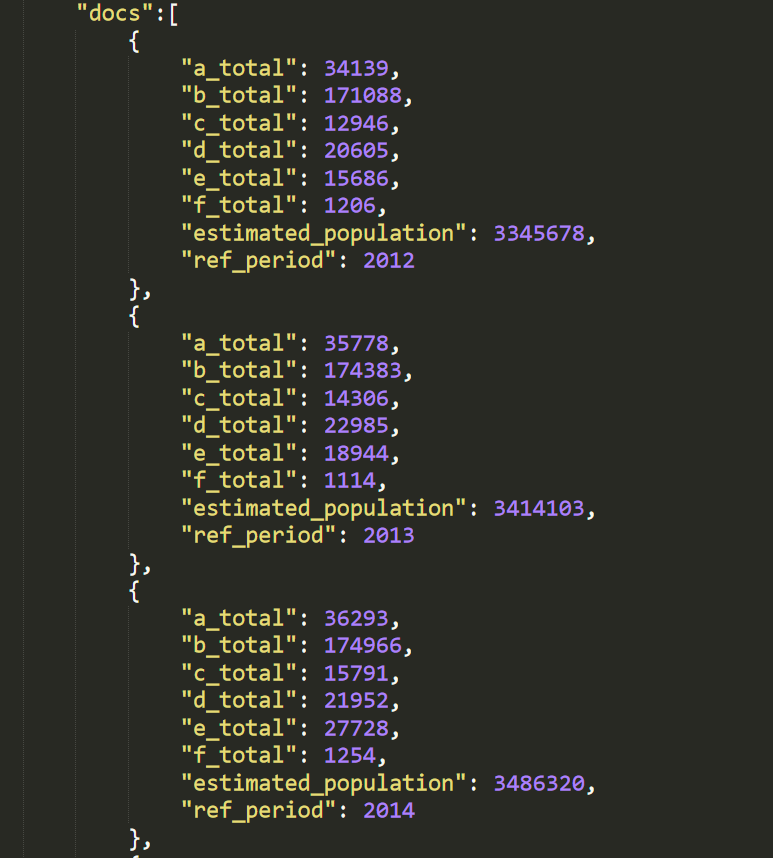 "docs":[
{
"a_total": 34139,
"b_total": 171088,
"c_total": 12946,
"d_total": 20605,
"e_total": 15686,
"f_total": 1206,
"estimated_population": 3345678,
"ref_period": 2012
},
{
"a_total": 35778,
"b_total": 174383,
"c_total": 14306,
"d_total": 22985,
"e_total": 18944,
"f_total": 1114,
"estimated_population": 3414103,
"ref_period": 2013
},
{
"a_total": 36293,
"b_total": 174966,
"c_total": 15791,
"d_total": 21952,
"e_total": 27728,
"f_total": 1254,
"estimated_population": 3486320,
"ref_period": 2014
},